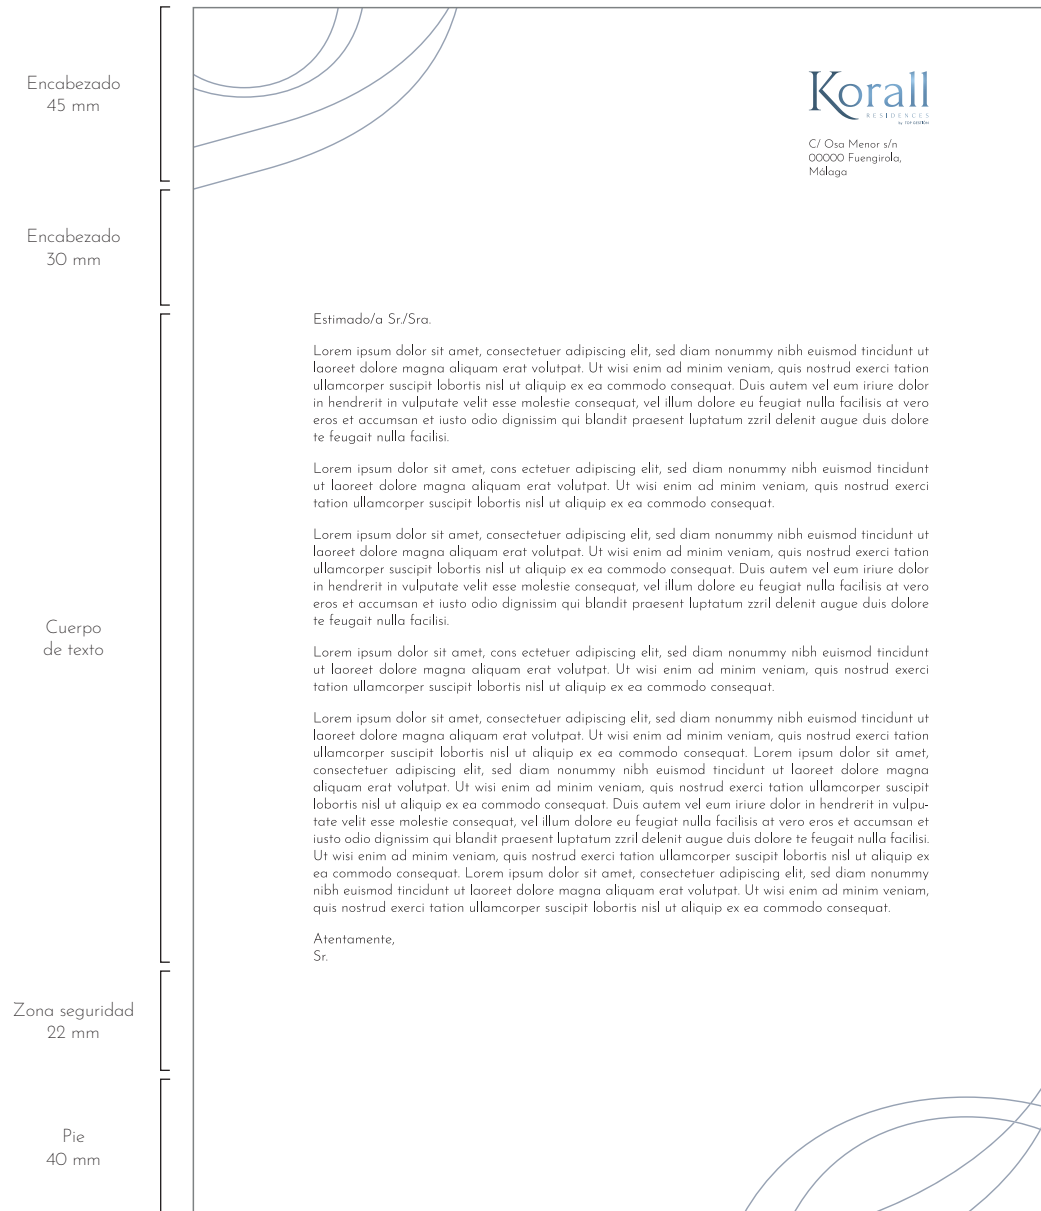 Encabezado
45 mm
Korall
RESIDENCES
by TOP GESTIÓN
C/ Osa Menor s/n
00000 Fuengirola,
Málaga
Encabezado
30 mm
Estimado/a Sr./Sra.
Lorem ipsum dolor sit amet, consectetuer adipiscing elit, sed diam nonummy nibh euismod tincidunt ut
laoreet dolore magna aliquam erat volutpat. Ut wisi enim ad minim veniam, quis nostrud exerci tation
ullamcorper suscipit lobortis nisl ut aliquip ex ea commodo consequat. Duis autem vel eum iriure dolor
in hendrerit in vulputate velit esse molestie consequat, vel illum dolore eu feugiat nulla facilisis at vero
eros et accumsan et iusto odio dignissim qui blandit praesent luptatum zzril delenit augue duis dolore
te feugait nulla facilisi.
Lorem ipsum dolor sit amet, cons ectetuer adipiscing elit, sed diam nonummy nibh euismod tincidunt
ut laoreet dolore magna aliquam erat volutpat. Ut wisi enim ad minim veniam, quis nostrud exerci
tation ullamcorper suscipit lobortis nisl ut aliquip ex ea commodo consequat.
Lorem ipsum dolor sit amet, consectetuer adipiscing elit, sed diam nonummy nibh euismod tincidunt ut
laoreet dolore magna aliquam erat volutpat. Ut wisi enim ad minim veniam, quis nostrud exerci tation
ullamcorper suscipit lobortis nisl ut aliquip ex ea commodo consequat. Duis autem vel eum iriure dolor
in hendrerit in vulputate velit esse molestie consequat, vel illum dolore eu feugiat nulla facilisis at vero
eros et accumsan et iusto odio dignissim qui blandit praesent luptatum zzril delenit augue duis dolore
te feugait nulla facilisi.
Cuerpo
de texto
Lorem ipsum dolor sit amet, cons ectetuer adipiscing elit, sed diam nonummy nibh euismod tincidunt
ut laoreet dolore magna aliquam erat volutpat. Ut wisi enim ad minim veniam, quis nostrud exerci
tation ullamcorper suscipit lobortis nisl ut aliquip ex ea commodo consequat.
Lorem ipsum dolor sit amet, consectetuer adipiscing elit, sed diam nonummy nibh euismod tincidunt ut
laoreet dolore magna aliquam erat volutpat. Ut wisi enim ad minim veniam, quis nostrud exerci tation
ullamcorper suscipit lobortis nisl ut aliquip ex ea commodo consequat. Lorem ipsum dolor sit amet,
consectetuer adipiscing elit, sed diam nonummy nibh euismod tincidunt ut laoreet dolore magna
aliquam erat volutpat. Ut wisi enim ad minim veniam, quis nostrud exerci tation ullamcorper suscipit
lobortis nisl ut aliquip ex ea commodo consequat. Duis autem vel eum iriure dolor in hendrerit in vulpu-
tate velit esse molestie consequat, vel illum dolore eu feugiat nulla facilisis at vero eros et accumsan et
iusto odio dignissim qui blandit praesent luptatum zzril delenit augue duis dolore te feugait nulla facilisi.
Ut wisi enim ad minim veniam, quis nostrud exerci tation ullamcorper suscipit lobortis nisl ut aliquip ex
ea commodo consequat. Lorem ipsum dolor sit amet, consectetuer adipiscing elit, sed diam nonummy
nibh euismod tincidunt ut laoreet dolore magna aliquam erat volutpat. Ut wisi enim ad minim veniam,
quis nostrud exerci tation ullamcorper suscipit lobortis nisl ut aliquip ex ea commodo consequat.
Atentamente,
Sr.
Zona seguridad
22 mm
Pie
40 mm